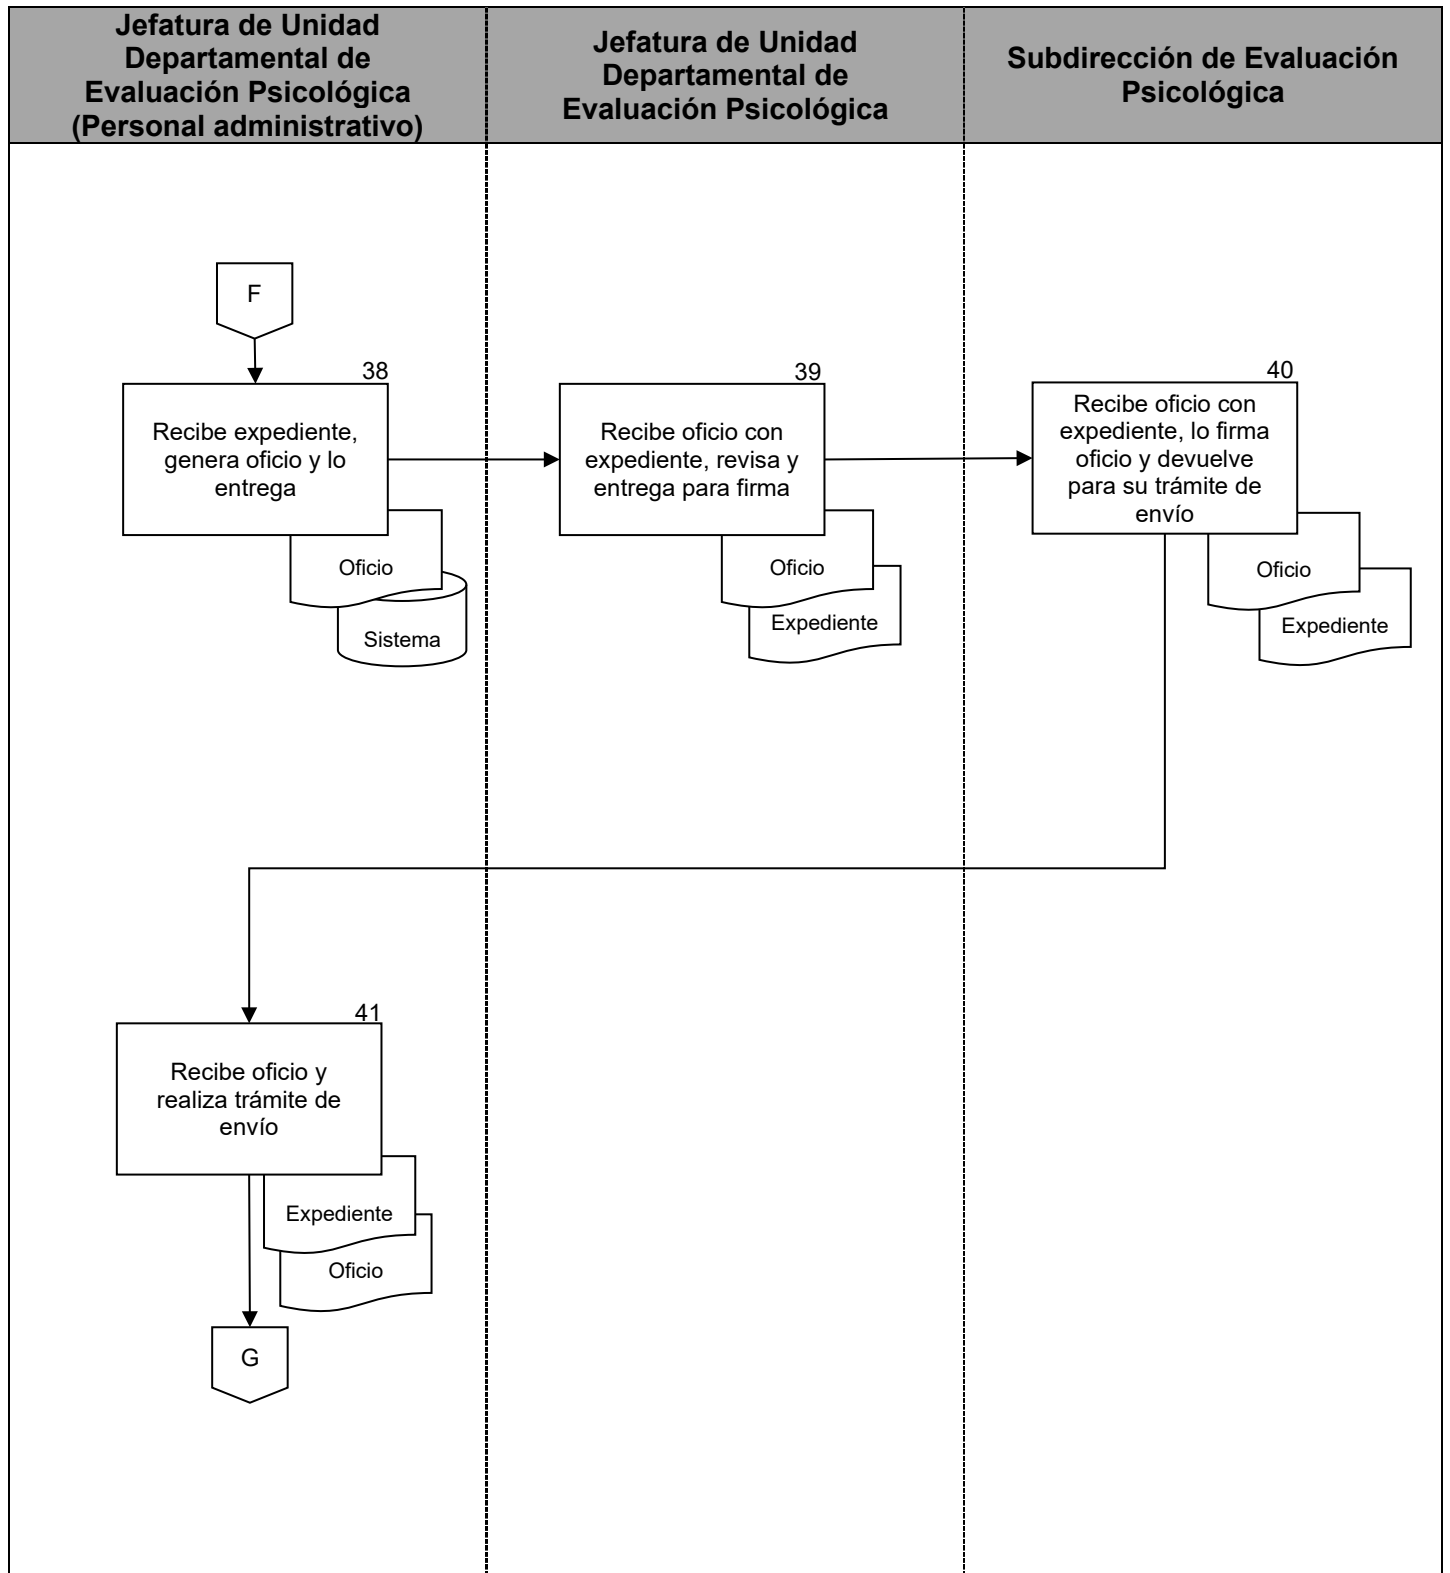 Jefatura de Unidad
Departamental de
Evaluación Psicológica
(Personal administrativo)
Jefatura de Unidad
Departamental de
Evaluación Psicológica
Subdirección de Evaluación
Psicológica
F
38
Recibe expediente,
genera oficio y lo
entrega
Oficio
Sistema
39
Recibe oficio con
expediente, revisa y
entrega para firma
Oficio
Expediente
40
Recibe oficio con
expediente, lo firma
oficio y devuelve
para su trámite de
envío
Oficio
Expediente
41
Recibe oficio y
realiza trámite de
envío
Expediente
Oficio
G